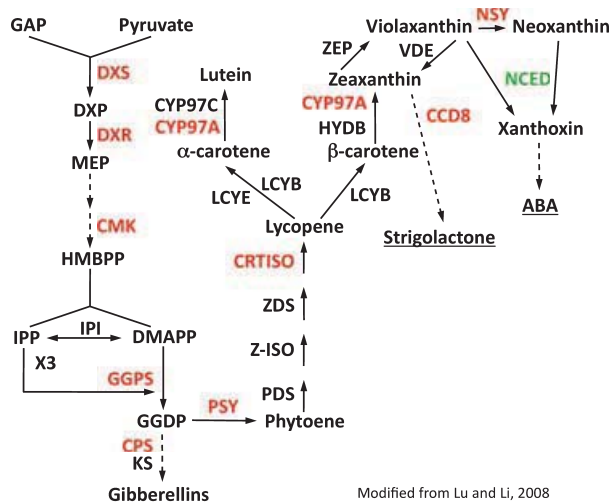 GAP
Pyruvate
DXS
DXP
DXR
MEP
CMK
HMBPP
IPP
IPI
DMAPP
X3
GGPS
GGDP
PSY
Phytoene
CPS
KS
Gibberellins
PDS
Z-ISO
ZDS
CRTISO
Lycopene
LCYE
LCYB
LCYB
α-carotene
CYP97C
CYP97A
Lutein
β-carotene
CYP97A
HYDB
Zeaxanthin
ZEP
VDE
Violaxanthin
NSY
Neoxanthin
NCED
Xanthoxin
ABA
CCD8
Strigolactone
Modified from Lu and Li, 2008